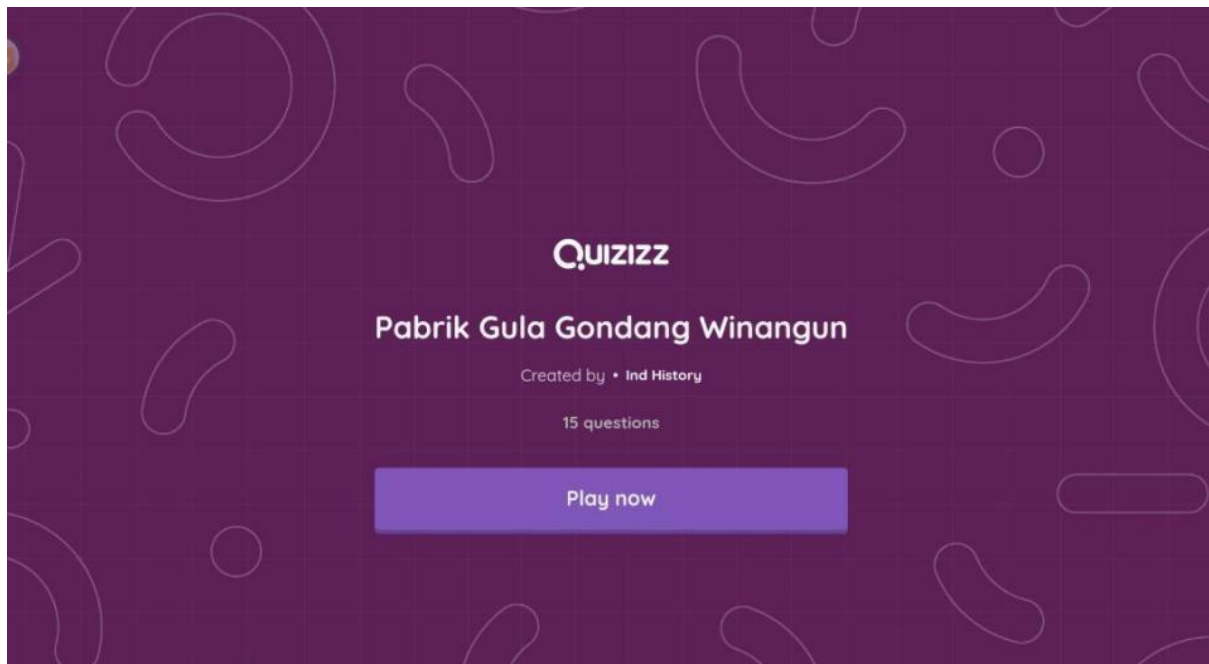 Quizizz
Pabrik Gula Gondang Winangun
Created by • Ind History
15 questions
Play now